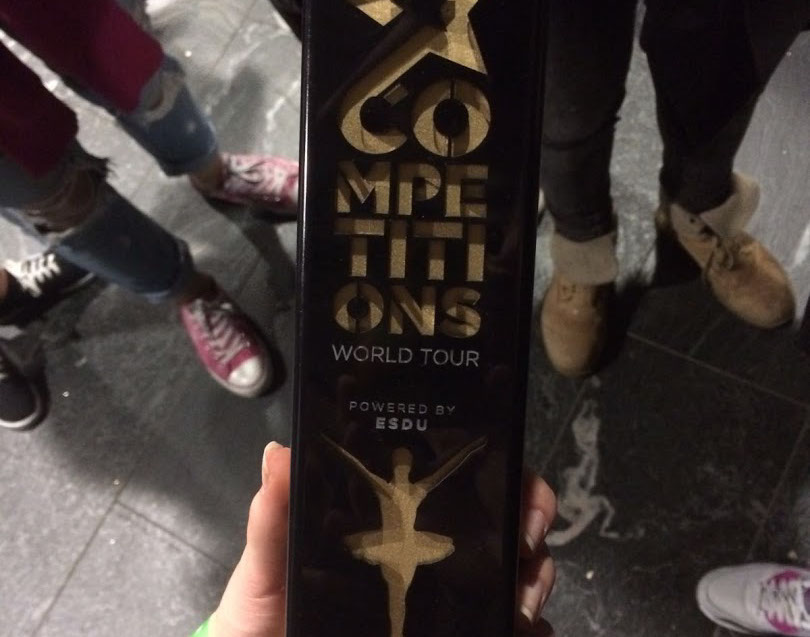 CO
MPE
TITI
ONS
WORLD TOUR
POWERED BY
ESDU